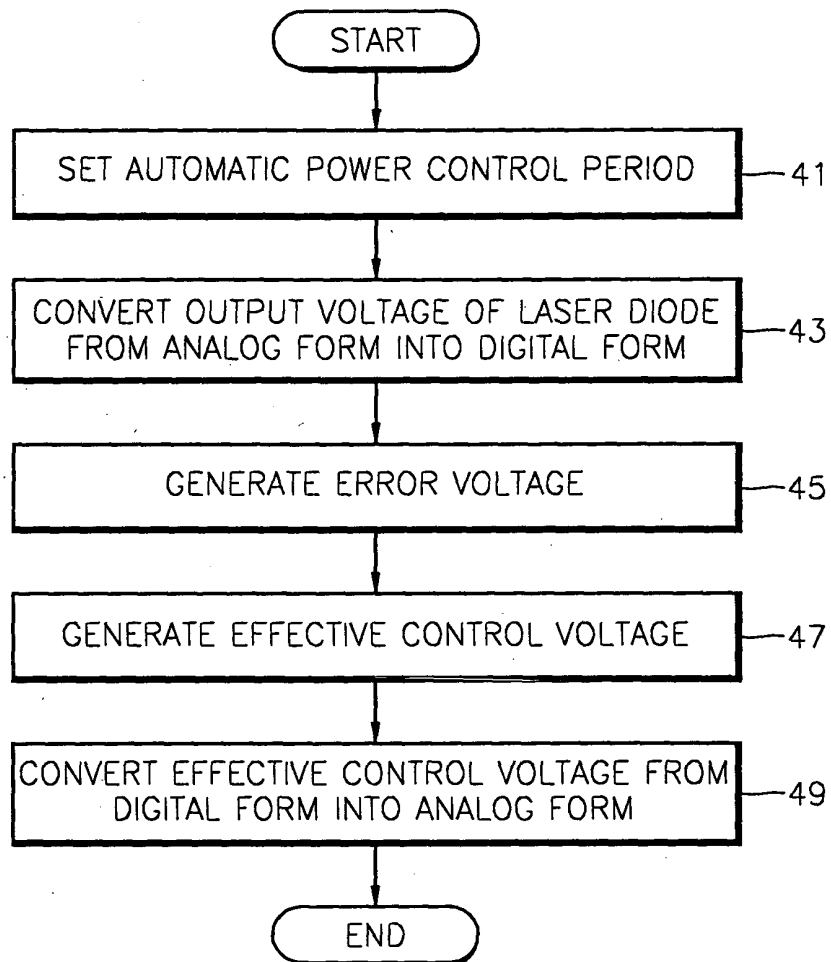 START
SET AUTOMATIC POWER CONTROL PERIOD
41
CONVERT OUTPUT VOLTAGE OF LASER DIODE
FROM ANALOG FORM INTO DIGITAL FORM
43
GENERATE ERROR VOLTAGE
45
GENERATE EFFECTIVE CONTROL VOLTAGE
47
CONVERT EFFECTIVE CONTROL VOLTAGE FROM
DIGITAL FORM INTO ANALOG FORM
49
END